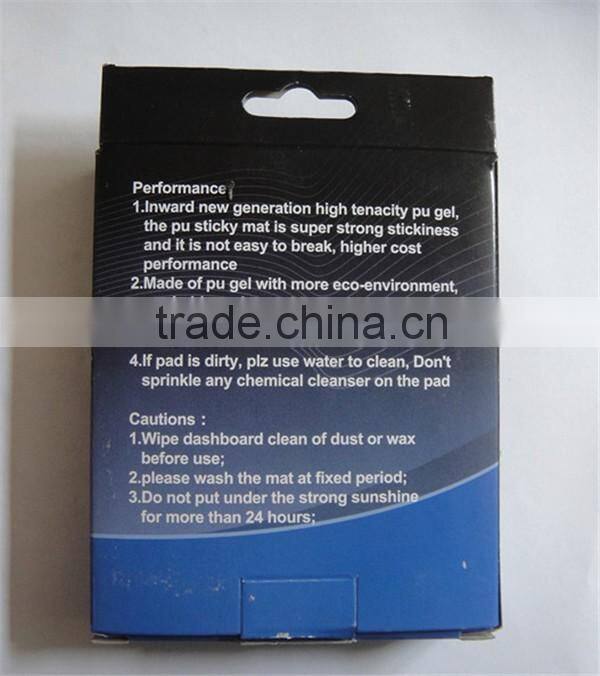 Performance
1.Inward new generation high tenacity pu gel,
the pu sticky mat is super strong stickiness
and it is not easy to break, higher cost
performance
2.Made of pu gel with more eco-environment,
trade.china.cn
4.If pad is dirty, plz use water to clean, Don't
sprinkle any chemical cleanser on the pad
Cautions :
1.Wipe dashboard clean of dust or wax
before use;
2.please wash the mat at fixed period;
3.Do not put under the strong sunshine
for more than 24 hours;